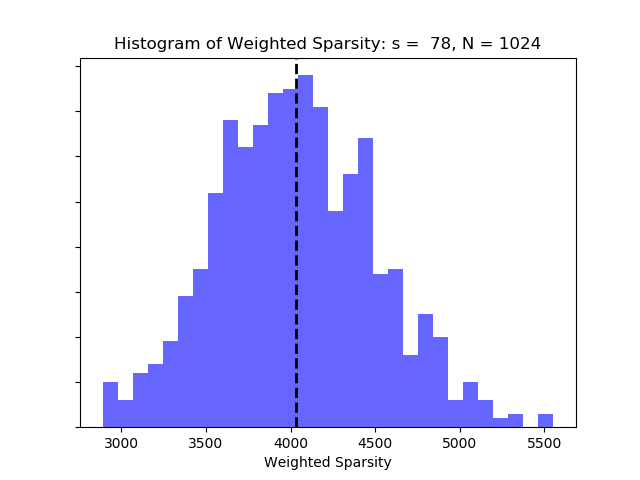 Histogram of Weighted Sparsity: s =  78, N = 1024
3000 3500 4000 4500 5000 5500
Weighted Sparsity